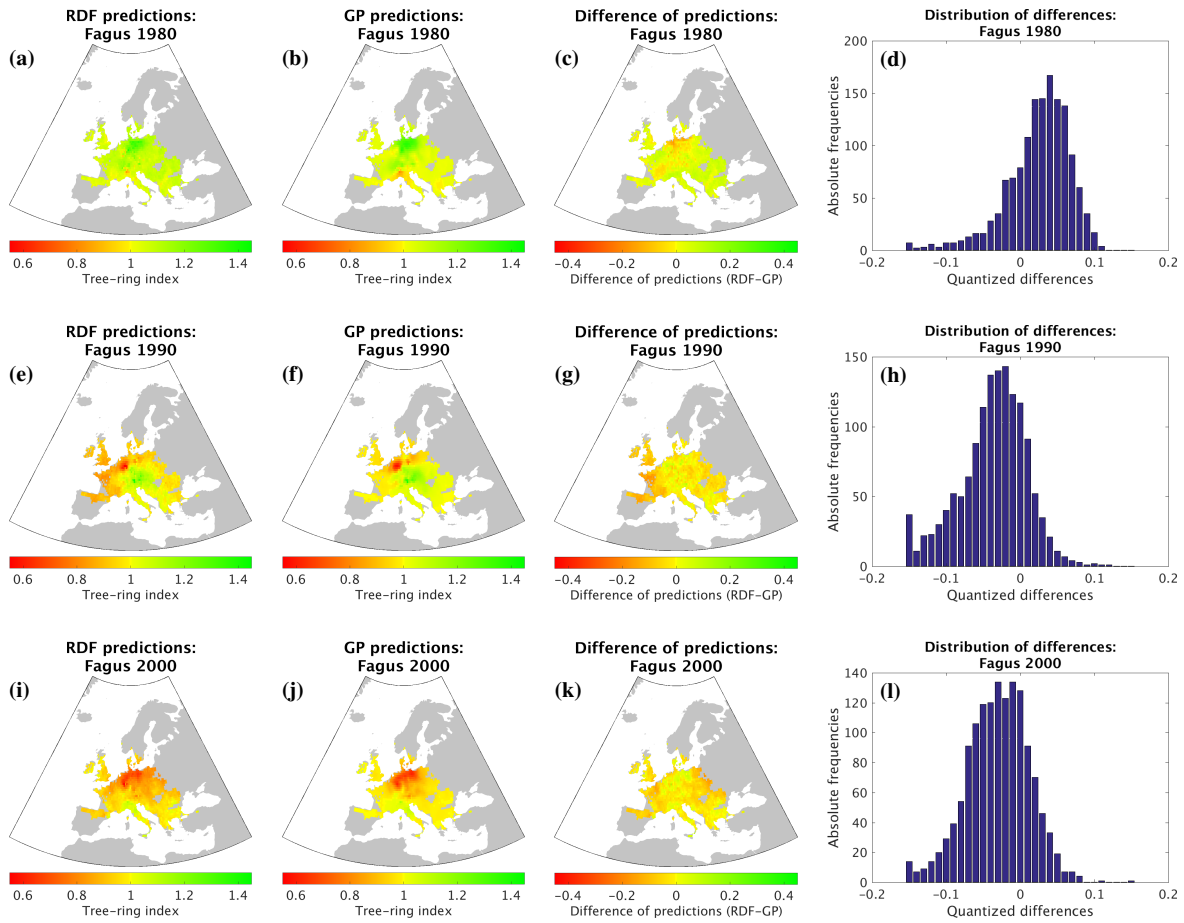 RDF predictions:
Fagus 1980
GP predictions:
Fagus 1980
Difference of predictions:
Fagus 1980
Distribution of differences:
Fagus 1980
(a)
(b)
(c)
(d)
200
150
100
50
0
Absolute frequencies
−0.2
−0.1
0
0.1
0.2
Quantized differences
0.6
0.8
1
1.2
1.4
Tree−ring index
0.6
0.8
1
1.2
1.4
Tree−ring index
−0.4
−0.2
0
0.2
0.4
Difference of predictions (RDF−GP)
RDF predictions:
Fagus 1990
GP predictions:
Fagus 1990
Difference of predictions:
Fagus 1990
Distribution of differences:
Fagus 1990
(e)
(f)
(g)
(h)
150
100
50
0
Absolute frequencies
−0.2
−0.1
0
0.1
0.2
Quantized differences
0.6
0.8
1
1.2
1.4
Tree−ring index
0.6
0.8
1
1.2
1.4
Tree−ring index
−0.4
−0.2
0
0.2
0.4
Difference of predictions (RDF−GP)
RDF predictions:
Fagus 2000
GP predictions:
Fagus 2000
Difference of predictions:
Fagus 2000
Distribution of differences:
Fagus 2000
(i)
(j)
(k)
(l)
140
120
100
80
60
40
20
0
Absolute frequencies
−0.2
−0.1
0
0.1
0.2
Quantized differences
0.6
0.8
1
1.2
1.4
Tree−ring index
0.6
0.8
1
1.2
1.4
Tree−ring index
−0.4
−0.2
0
0.2
0.4
Difference of predictions (RDF−GP)